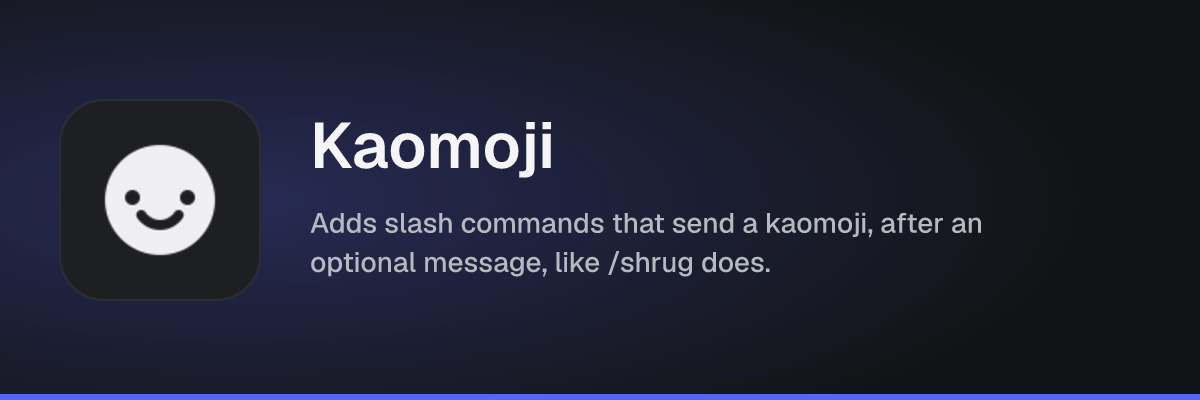 Kaomoji
Adds slash commands that send a kaomoji, after an
optional message, like /shrug does.